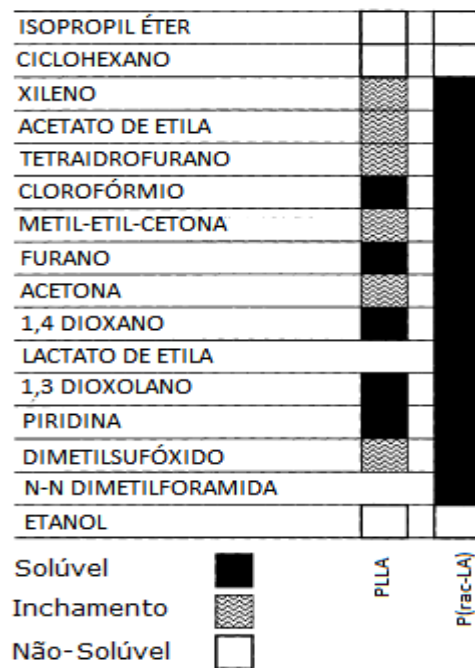 ISOPROPIL ÉTER
CICLOHEXANO
XILENO
ACETATO DE ETILA
TETRAIDROFURANO
CLOROFÓRMIO
METIL-ETIL-CETONA
FURANO
ACETONA
1,4 DIOXANO
LACTATO DE ETILA
1,3 DIOXOLANO
PIRIDINA
DIMETILSUFÓXIDO
N-N DIMETILFORAMIDA
ETANOL
PLLA
P(rac-LA)
Solúvel
Inchamento
Não-Solúvel